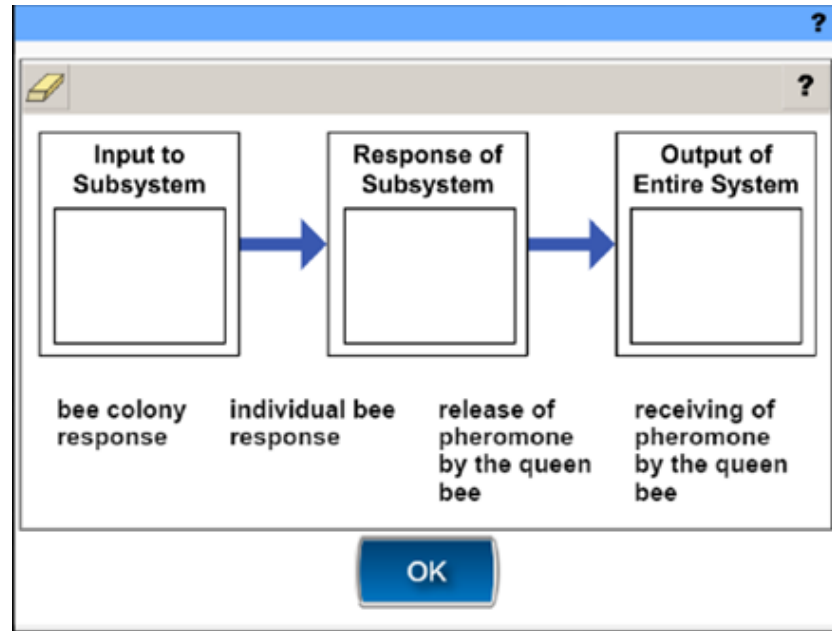 ?
?
Input to
Subsystem
Response of
Subsystem
Output of
Entire System
bee colony
response
individual bee
response
release of
pheromone
by the queen
bee
receiving of
pheromone
by the queen
bee
OK